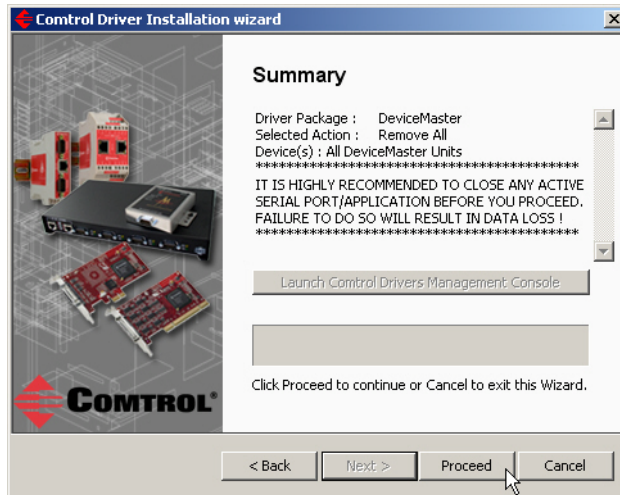 Comtrol Driver Installation wizard
Summary
Driver Package : DeviceMaster
Selected Action : Remove All
Device(s) : All DeviceMaster Units
********************************************
IT IS HIGHLY RECOMMENDED TO CLOSE ANY ACTIVE
SERIAL PORT/APPLICATION BEFORE YOU PROCEED.
FAILURE TO DO SO WILL RESULT IN DATA LOSS !
********************************************
Launch Comtrol Drivers Management Console
Click Proceed to continue or Cancel to exit this Wizard.
COMTROL®
< Back Next > Proceed Cancel